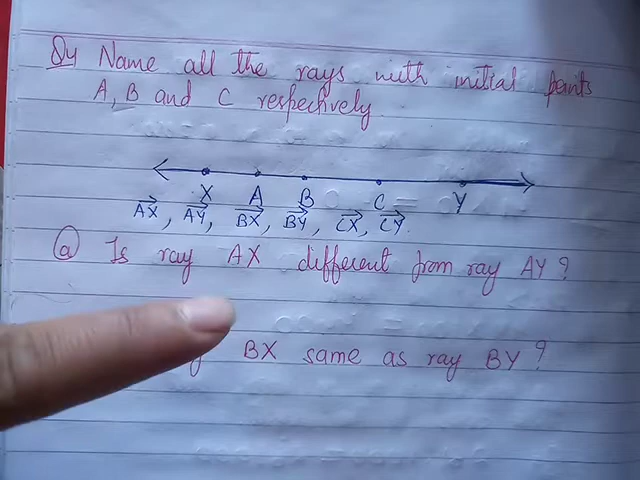 Q4 Name all the rays with initial points
A, B and C respectively
X A B C Y
AX, AY, BX, BY, CX, CY.
(a) Is ray AX different from ray AY?
BX same as ray BY?